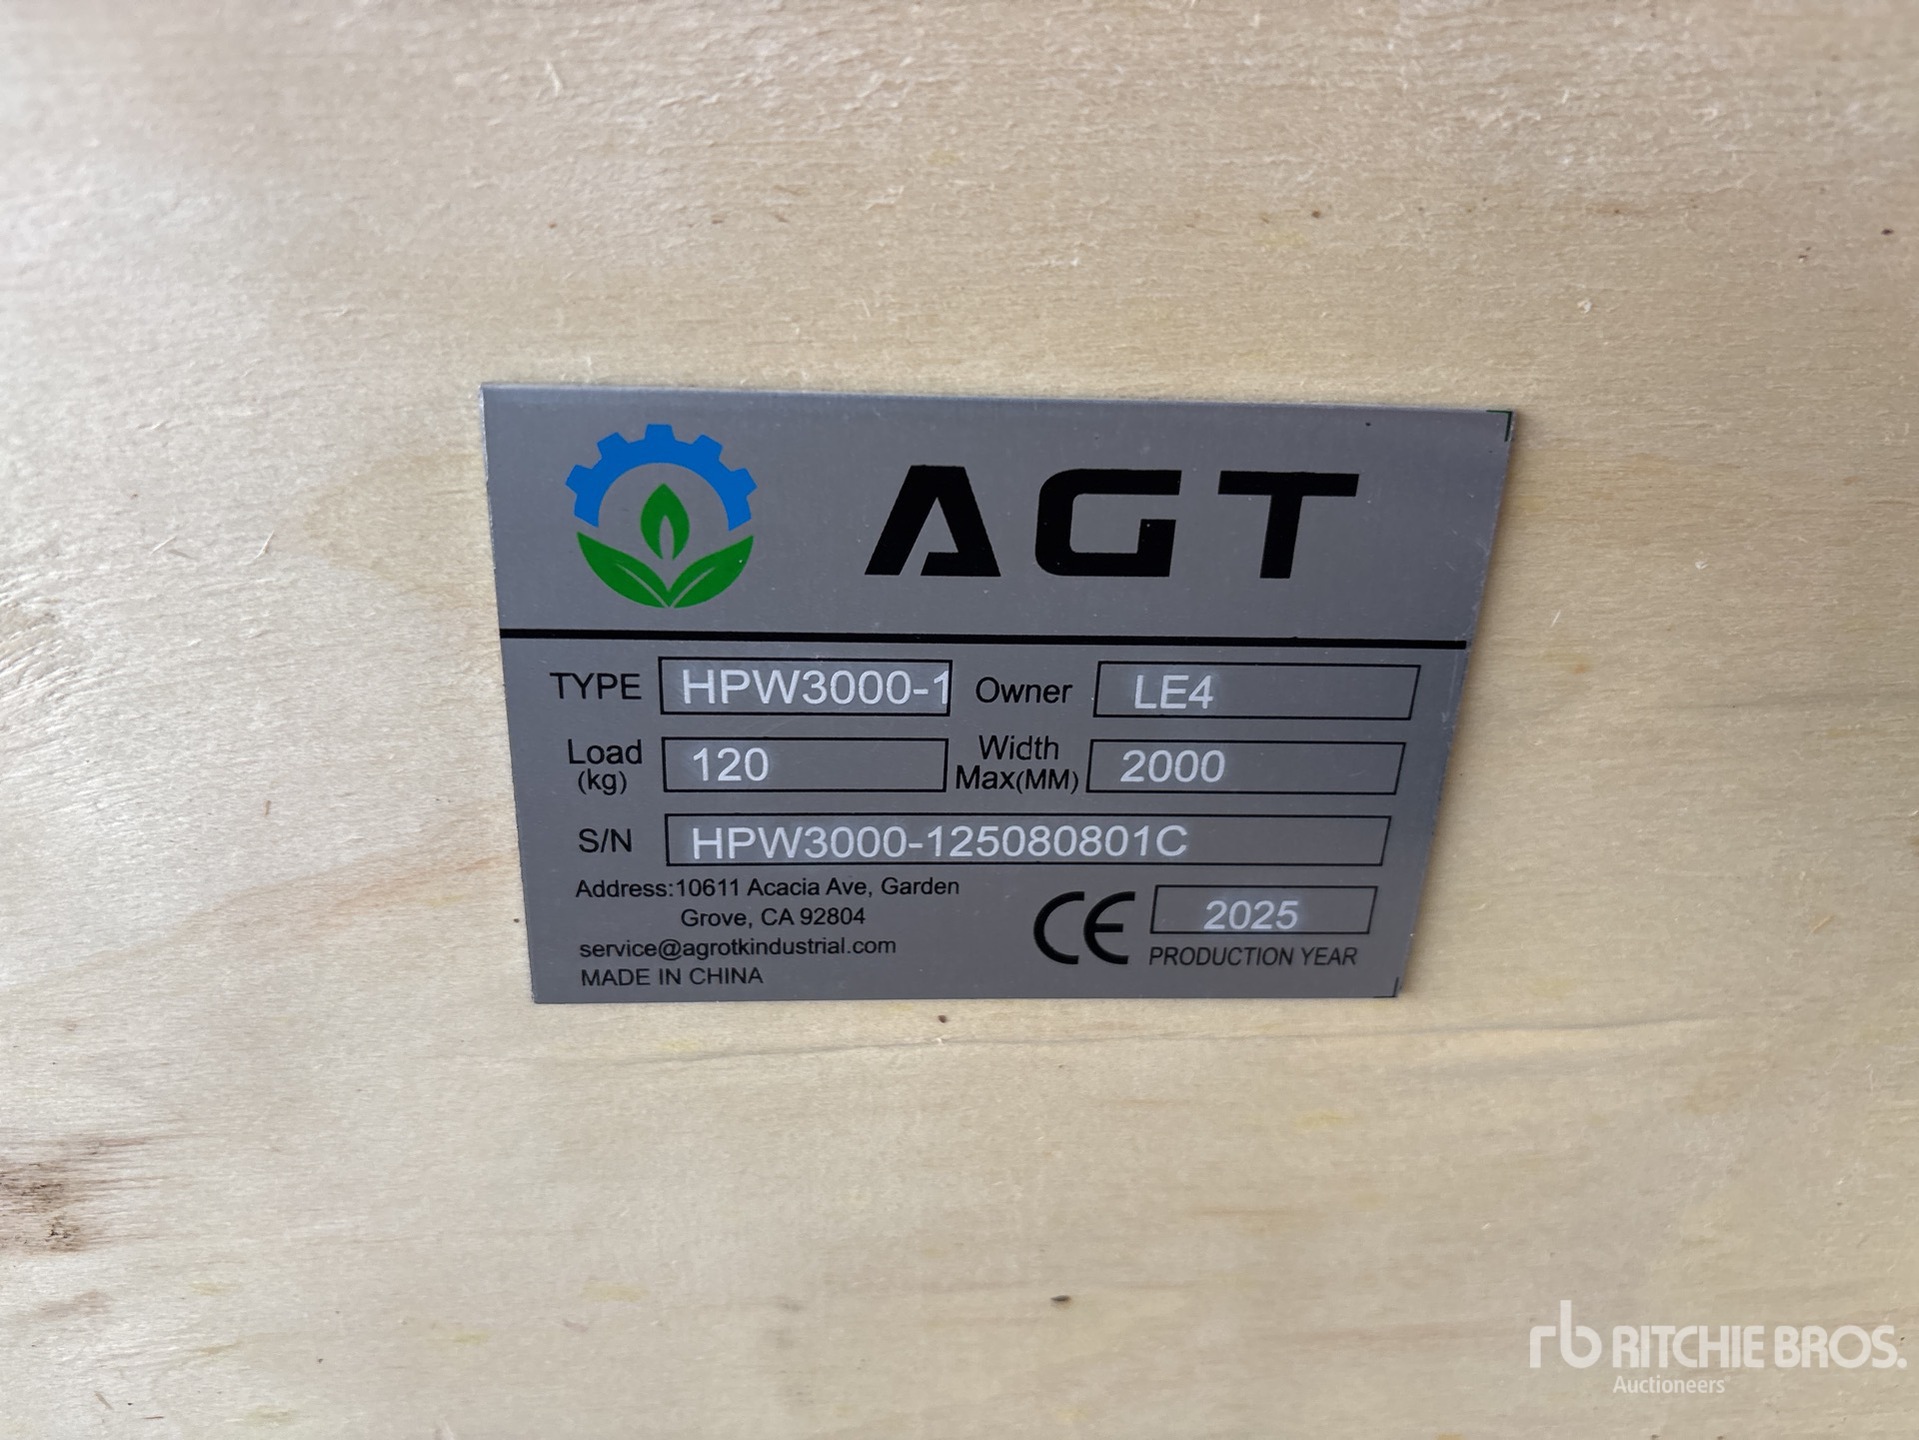 AGT
TYPE HPW3000-1 Owner LE4
Load (kg) 120 Width Max(MM) 2000
S/N HPW3000-125080801C
Address:10611 Acacia Ave, Garden
Grove, CA 92804
service@agrotkindustrial.com
MADE IN CHINA
CE 2025
PRODUCTION YEAR
rb RITCHIE BROS.
Auctioneers